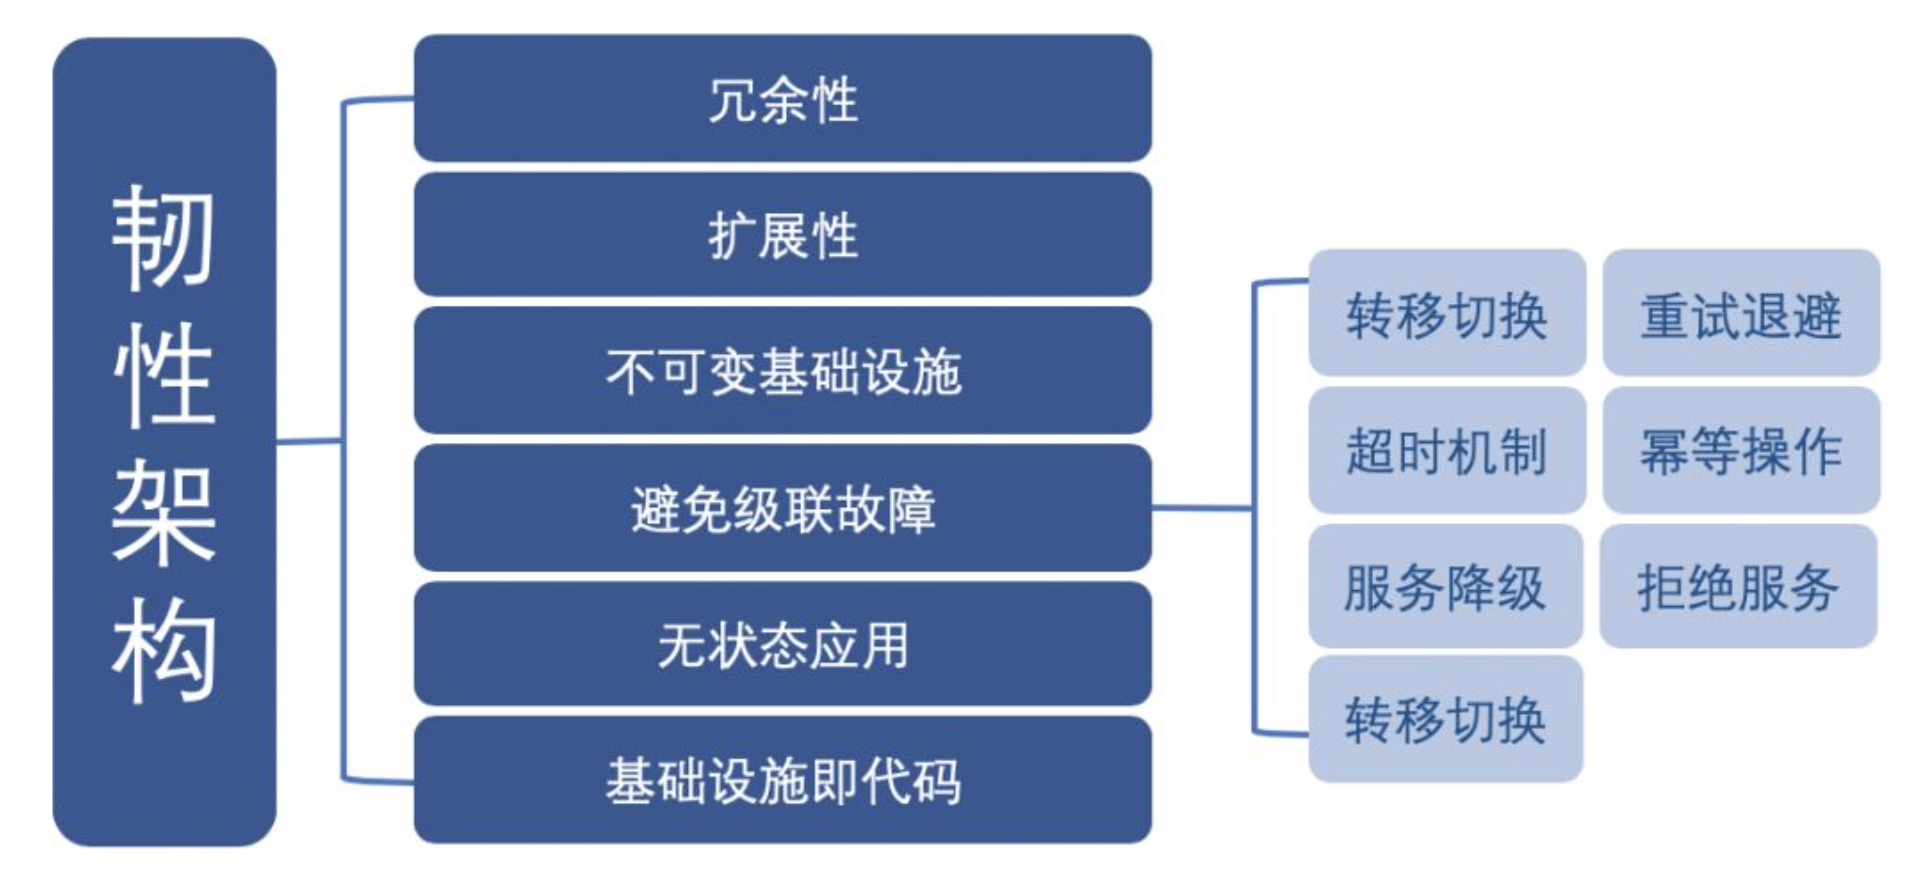 韧性架构
冗余性
扩展性
不可变基础设施
避免级联故障
无状态应用
基础设施即代码
转移切换
重试退避
超时机制
幂等操作
服务降级
拒绝服务
转移切换